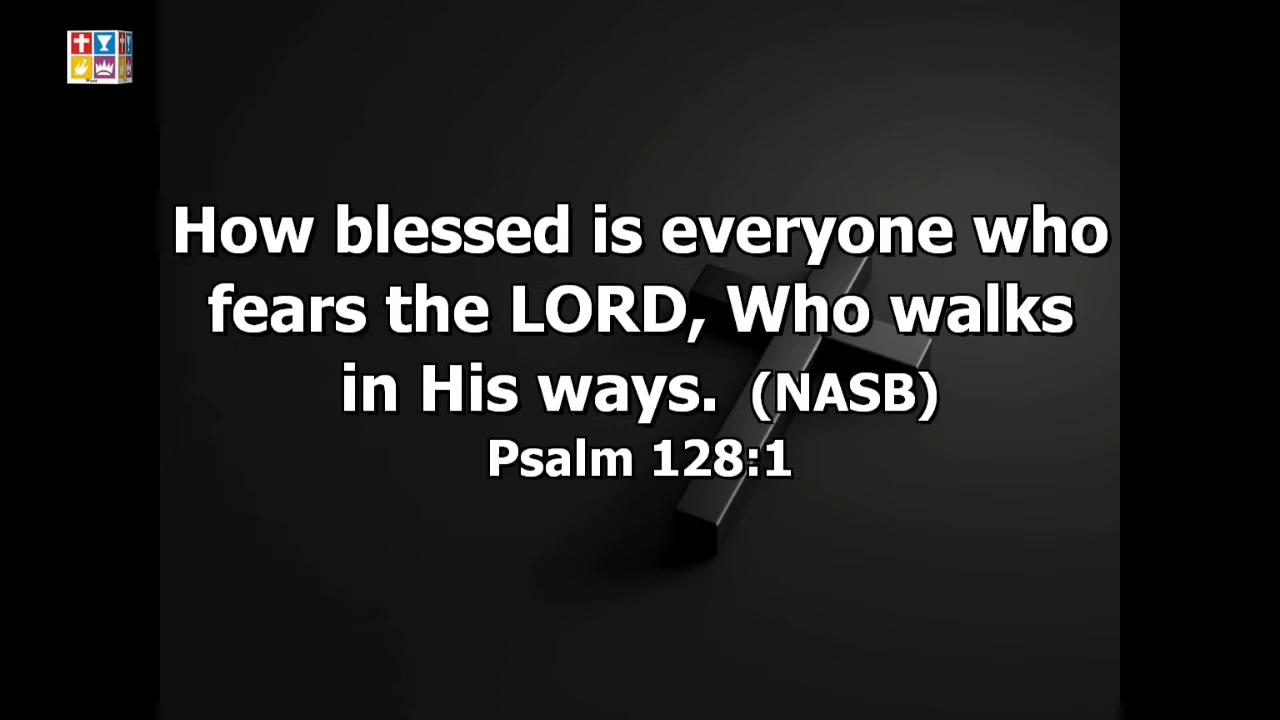 How blessed is everyone who
fears the LORD, Who walks
in His ways. (NASB)
Psalm 128:1